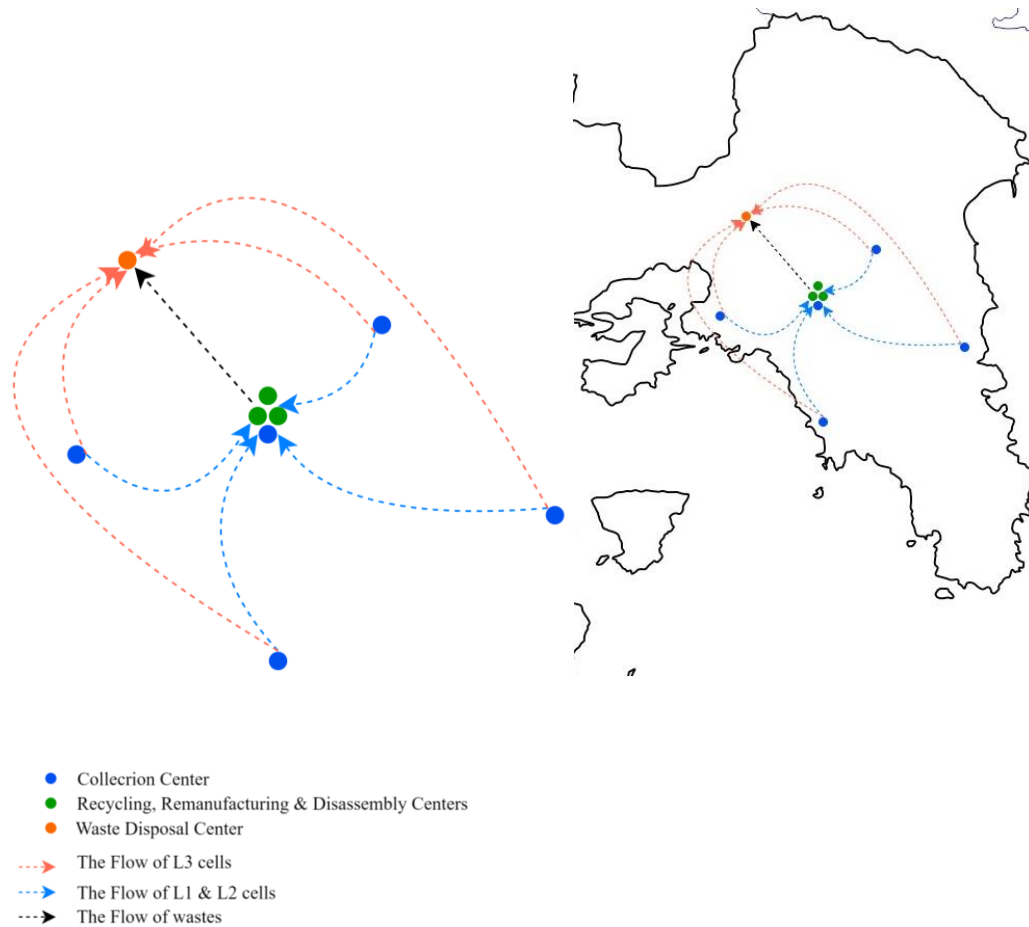 Collecrion Center
Recycling, Remanufacturing & Disassembly Centers
Waste Disposal Center
The Flow of L3 cells
The Flow of L1 & L2 cells
The Flow of wastes